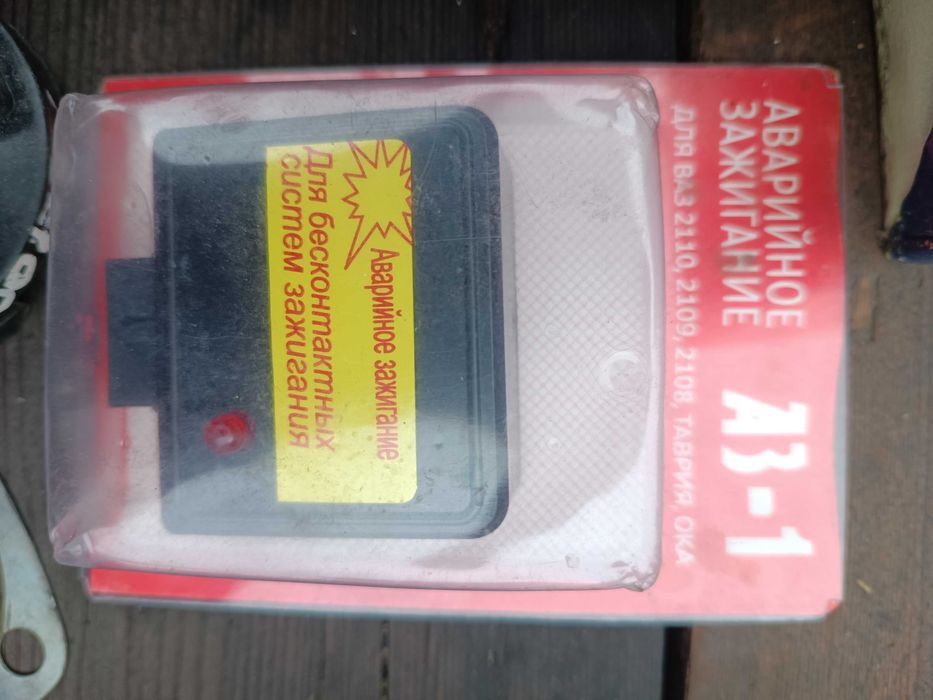 АВАРИЙНОЕ
ЗАЖИГАНИЕ АЗ-1
ДЛЯ ВАЗ 2110, 2109, 2108, ТАВРИЯ, ОКА
Аварийное зажигание
Для бесконтактных
систем зажигания